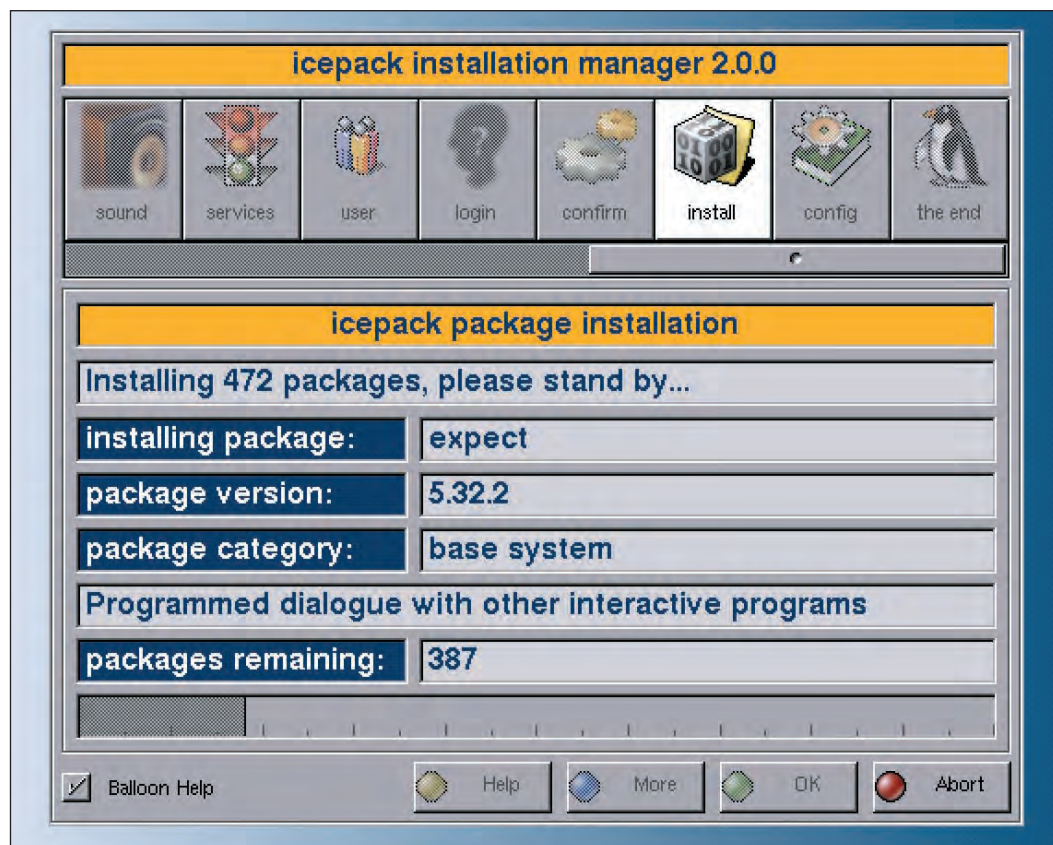 icepack installation manager 2.0.0
sound services user login confirm install config the end
icepack package installation
Installing 472 packages, please stand by...
installing package: expect
package version: 5.32.2
package category: base system
Programmed dialogue with other interactive programs
packages remaining: 387
Balloon Help Help More OK Abort